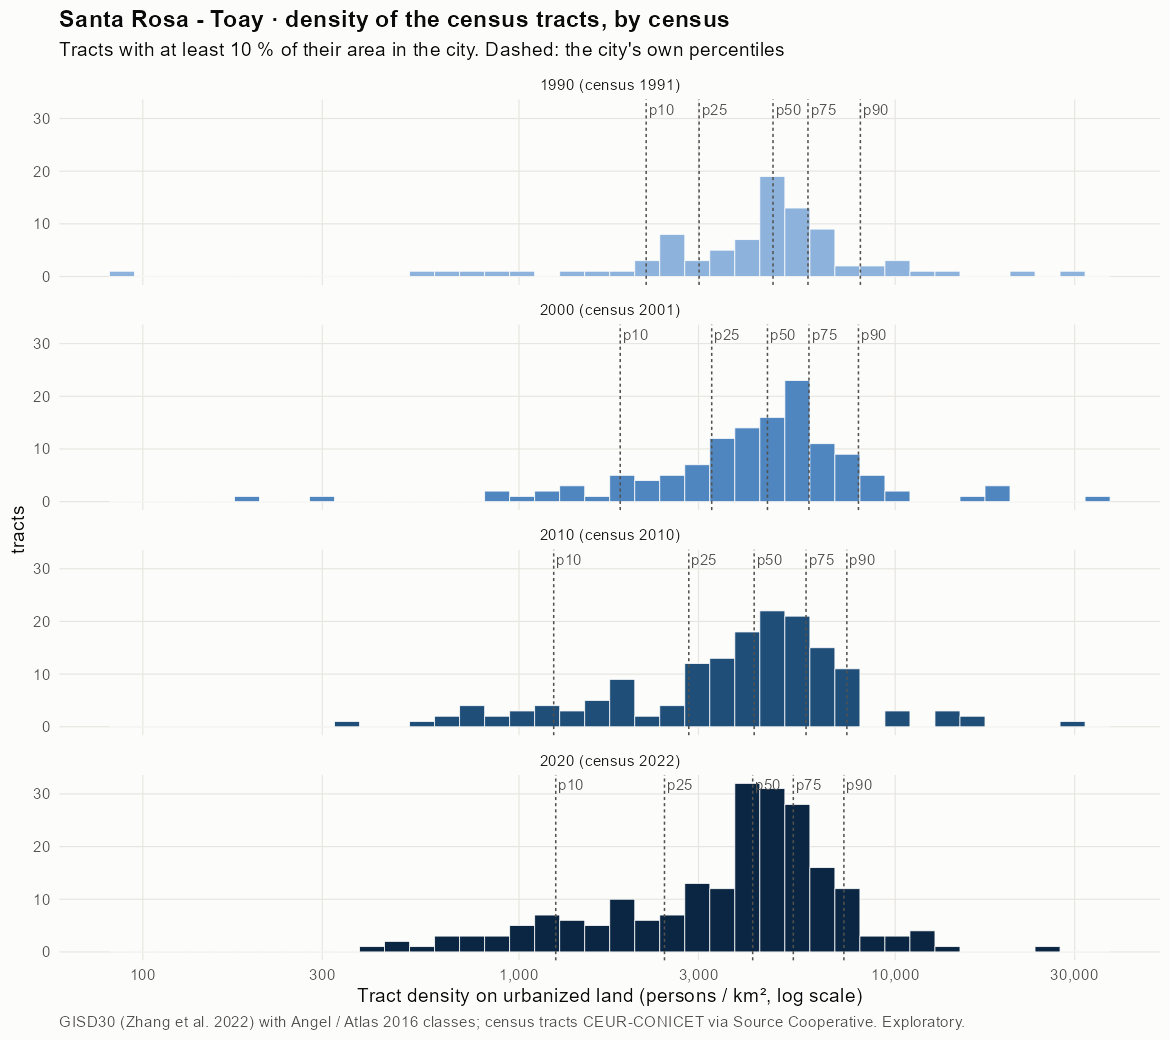 Santa Rosa - Toay · density of the census tracts, by census
Tracts with at least 10 % of their area in the city. Dashed: the city's own percentiles
1990 (census 1991)
p10 p25 p50 p75 p90
30
20
10
0
2000 (census 2001)
p10 p25 p50 p75 p90
30
20
10
0
tracts
2010 (census 2010)
p10 p25 p50 p75 p90
30
20
10
0
2020 (census 2022)
p10 p25 p50 p75 p90
30
20
10
0
100 300 1,000 3,000 10,000 30,000
Tract density on urbanized land (persons / km², log scale)
GISD30 (Zhang et al. 2022) with Angel / Atlas 2016 classes; census tracts CEUR-CONICET via Source Cooperative. Exploratory.